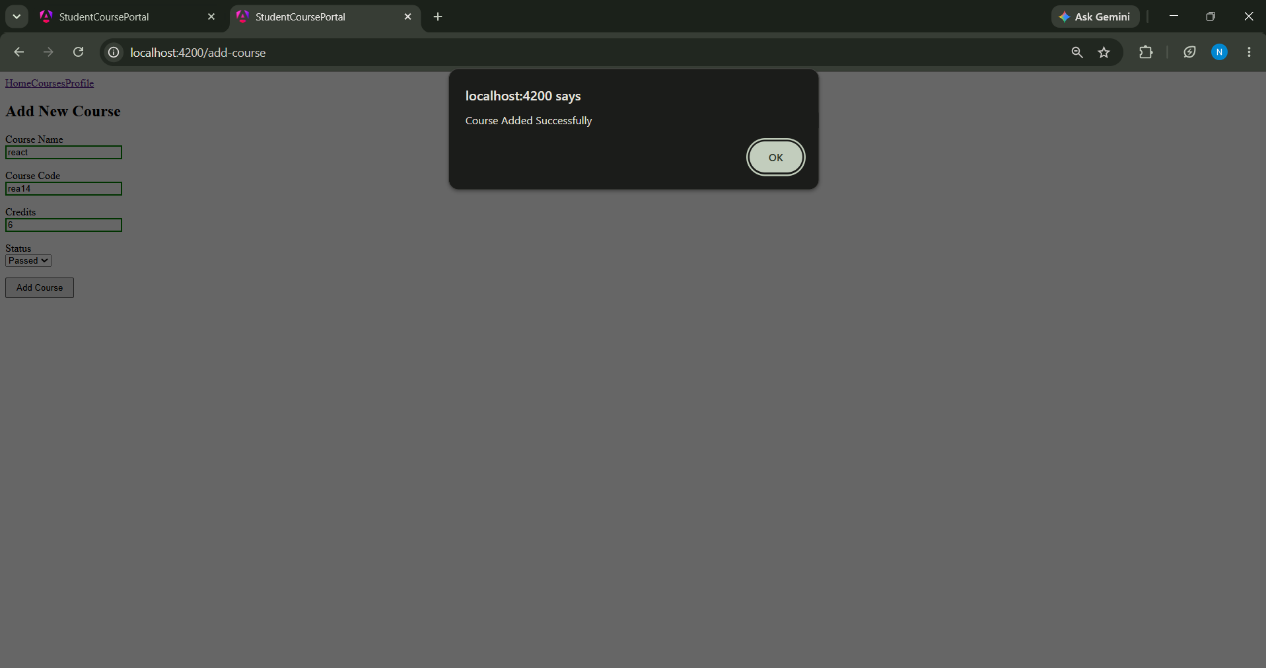 StudentCoursePortal
StudentCoursePortal
Ask Gemini
localhost:4200/add-course
N
HomeCoursesProfile
localhost:4200 says
Course Added Successfully
OK
Add New Course
Course Name
react
Course Code
rea14
Credits
6
Status
Passed
Add Course